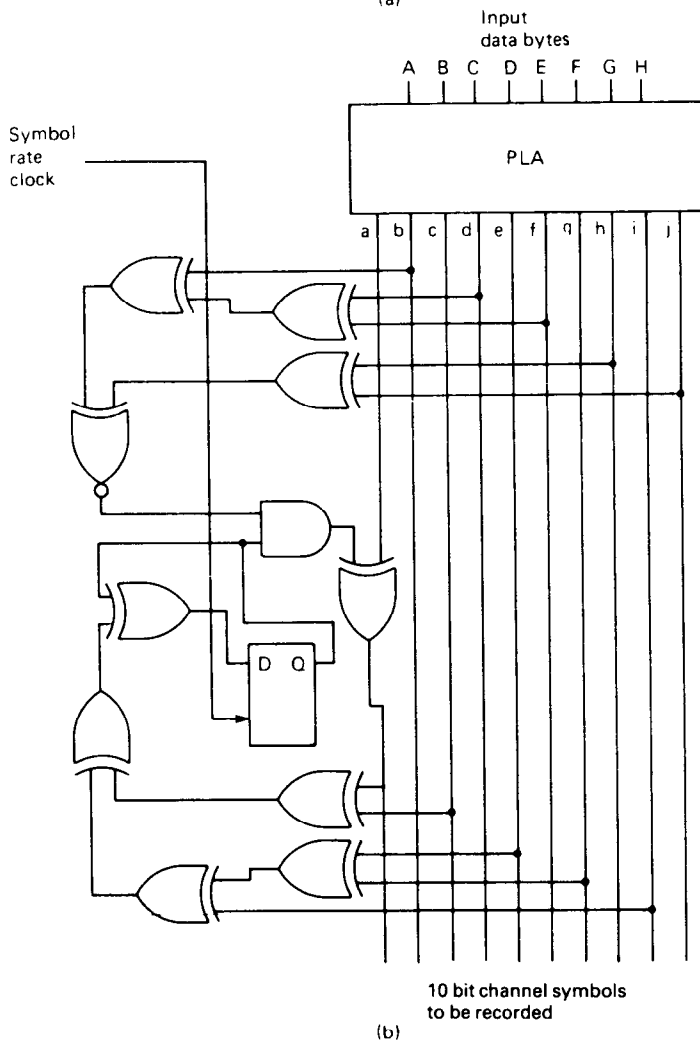 (a)
Input
data bytes
A B C D E F G H
Symbol
rate
clock
PLA
a b c d e f q h i j
D Q
10 bit channel symbols
to be recorded
(b)